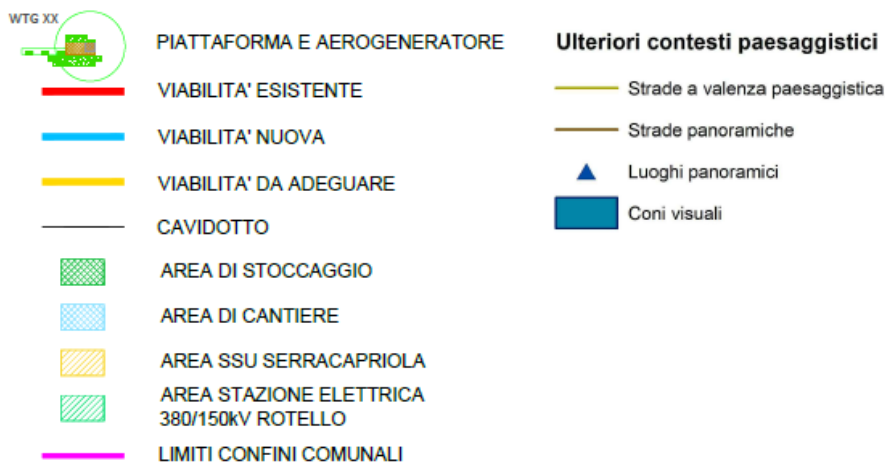 WTG XX
PIATTAFORMA E AEROGENERATORE
VIABILITA' ESISTENTE
VIABILITA' NUOVA
VIABILITA' DA ADEGUARE
CAVIDOTTO
AREA DI STOCCAGGIO
AREA DI CANTIERE
AREA SSU SERRACAPRIOLA
AREA STAZIONE ELETTRICA
380/150kV ROTELLO
LIMITI CONFINI COMUNALI
Ulteriori contesti paesaggistici
Strade a valenza paesaggistica
Strade panoramiche
Luoghi panoramici
Coni visuali